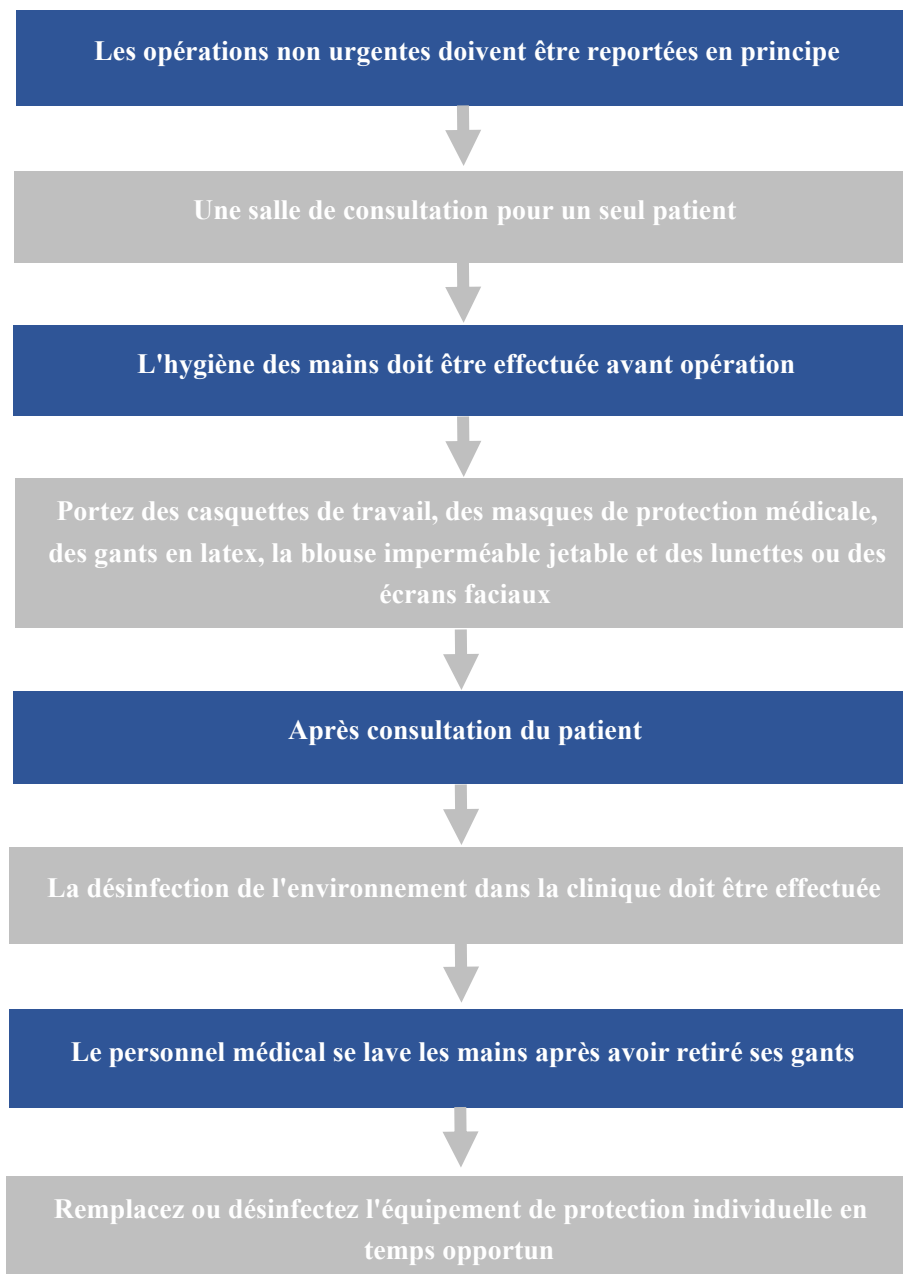 Les opérations non urgentes doivent être reportées en principe
Une salle de consultation pour un seul patient
L'hygiène des mains doit être effectuée avant opération
Portez des casquettes de travail, des masques de protection médicale,
des gants en latex, la blouse imperméable jetable et des lunettes ou des
écrans faciaux
Après consultation du patient
La désinfection de l'environnement dans la clinique doit être effectuée
Le personnel médical se lave les mains après avoir retiré ses gants
Remplacez ou désinfectez l'équipement de protection individuelle en
temps opportun